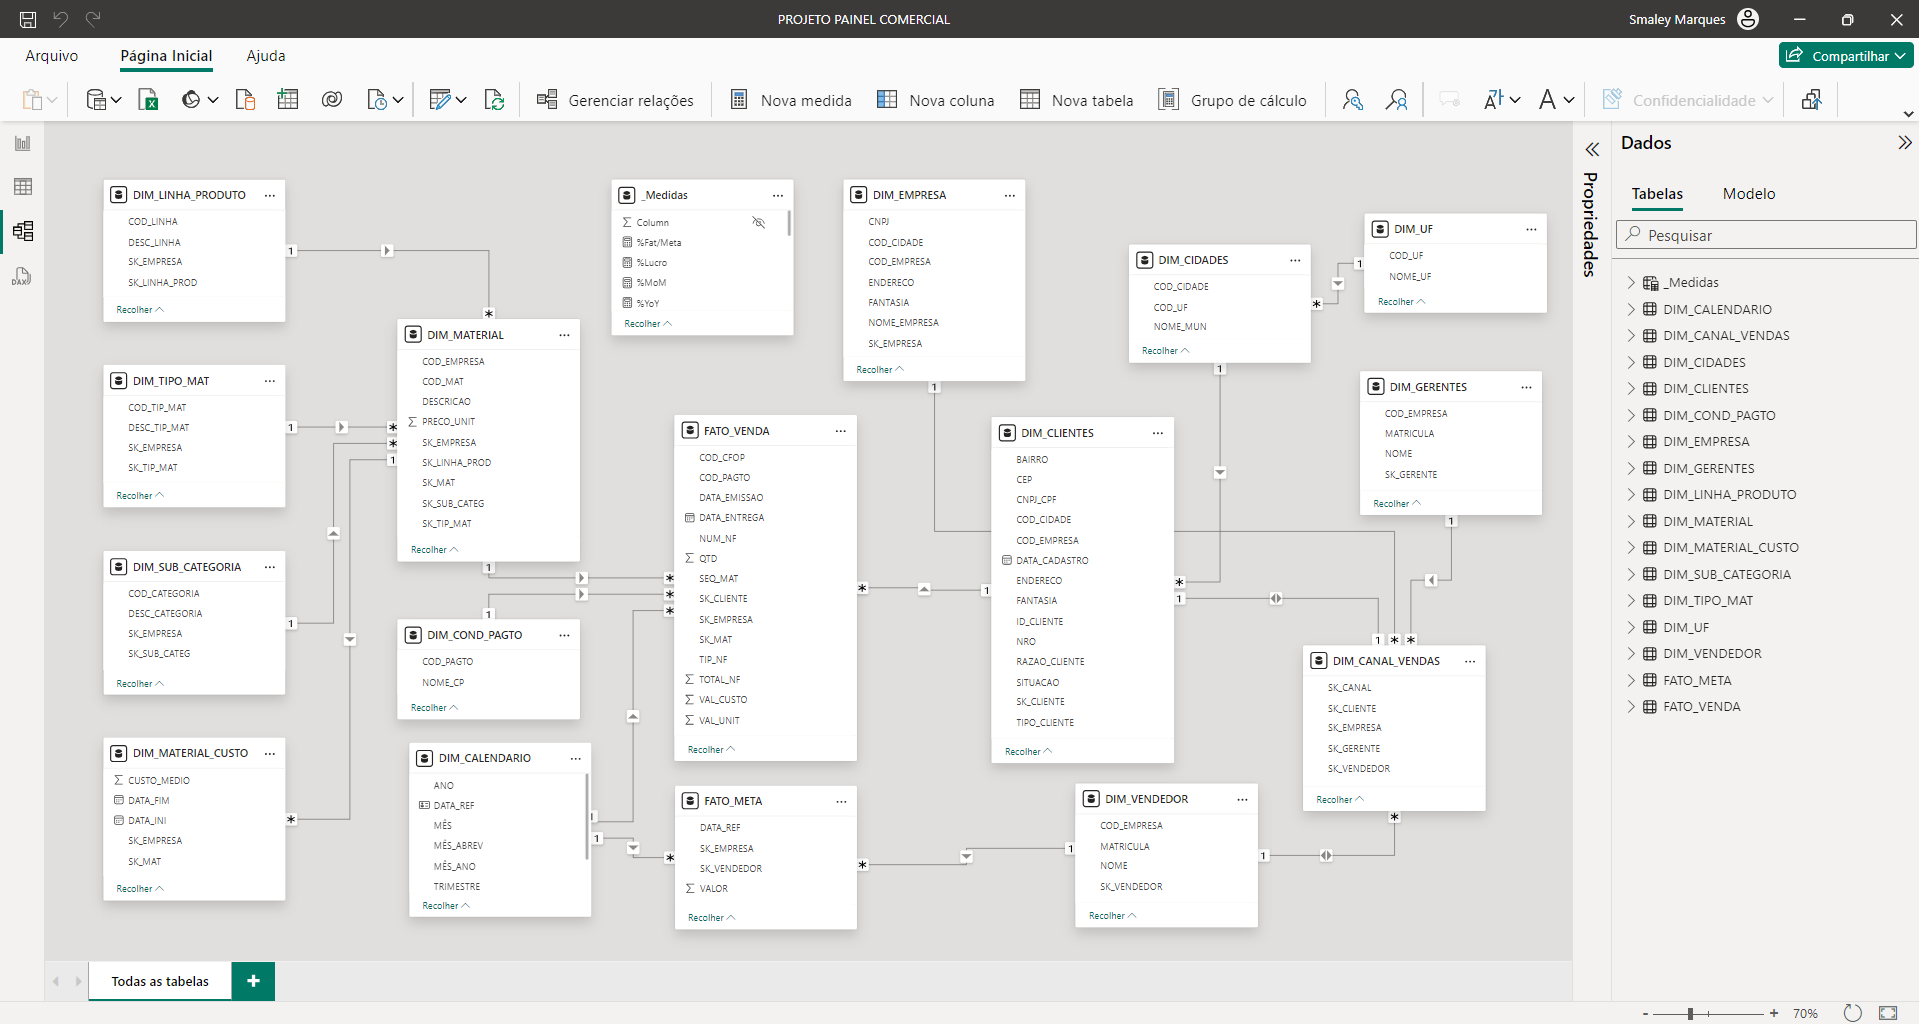 PROJETO PAINEL COMERCIAL
Smaley Marques
Arquivo
Página Inicial
Ajuda
Compartilhar
Gerenciar relações
Nova medida
Nova coluna
Nova tabela
Grupo de cálculo
Confidencialidade
DIM_LINHA_PRODUTO
COD_LINHA
DESC_LINHA
SK_EMPRESA
SK_LINHA_PROD
Recolher
DIM_TIPO_MAT
COD_TIP_MAT
DESC_TIP_MAT
SK_EMPRESA
SK_TIP_MAT
Recolher
DIM_SUB_CATEGORIA
COD_CATEGORIA
DESC_CATEGORIA
SK_EMPRESA
SK_SUB_CATEG
Recolher
DIM_MATERIAL_CUSTO
CUSTO_MEDIO
DATA_FIM
DATA_INI
SK_EMPRESA
SK_MAT
Recolher
DIM_MATERIAL
COD_EMPRESA
COD_MAT
DESCRICAO
PRECO_UNIT
SK_EMPRESA
SK_LINHA_PROD
SK_MAT
SK_SUB_CATEG
SK_TIP_MAT
Recolher
DIM_COND_PAGTO
COD_PAGTO
NOME_CP
Recolher
DIM_CALENDARIO
ANO
DATA_REF
MÊS
MÊS_ABREV
MÊS_ANO
TRIMESTRE
Recolher
_Medidas
Column
%Fat/Meta
%Lucro
%MoM
%YoY
Recolher
FATO_VENDA
COD_CFOP
COD_PAGTO
DATA_EMISSAO
DATA_ENTREGA
NUM_NF
QTD
SEQ_MAT
SK_CLIENTE
SK_EMPRESA
SK_MAT
TIP_NF
TOTAL_NF
VAL_CUSTO
VAL_UNIT
Recolher
FATO_META
DATA_REF
SK_EMPRESA
SK_VENDEDOR
VALOR
Recolher
DIM_EMPRESA
CNPJ
COD_CIDADE
COD_EMPRESA
ENDERECO
FANTASIA
NOME_EMPRESA
SK_EMPRESA
Recolher
DIM_CLIENTES
BAIRRO
CEP
CNPJ_CPF
COD_CIDADE
COD_EMPRESA
DATA_CADASTRO
ENDERECO
FANTASIA
ID_CLIENTE
NRO
RAZAO_CLIENTE
SITUACAO
SK_CLIENTE
TIPO_CLIENTE
Recolher
DIM_VENDEDOR
COD_EMPRESA
MATRICULA
NOME
SK_VENDEDOR
Recolher
DIM_CIDADES
COD_CIDADE
COD_UF
NOME_MUN
Recolher
DIM_UF
COD_UF
NOME_UF
Recolher
DIM_GERENTES
COD_EMPRESA
MATRICULA
NOME
SK_GERENTE
Recolher
DIM_CANAL_VENDAS
SK_CANAL
SK_CLIENTE
SK_EMPRESA
SK_GERENTE
SK_VENDEDOR
Recolher
Propriedades
Dados
Tabelas
Modelo
Pesquisar
_Medidas
DIM_CALENDARIO
DIM_CANAL_VENDAS
DIM_CIDADES
DIM_CLIENTES
DIM_COND_PAGTO
DIM_EMPRESA
DIM_GERENTES
DIM_LINHA_PRODUTO
DIM_MATERIAL
DIM_MATERIAL_CUSTO
DIM_SUB_CATEGORIA
DIM_TIPO_MAT
DIM_UF
DIM_VENDEDOR
FATO_META
FATO_VENDA
Todas as tabelas
70%